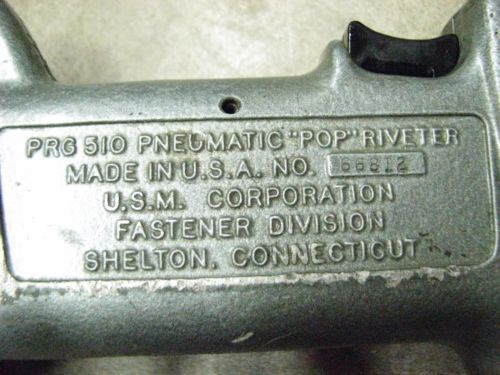 PRG 510 PNEUMATIC "POP" RIVETER
MADE IN U.S.A. NO. 66812
U.S.M. CORPORATION
FASTENER DIVISION
SHELTON, CONNECTICUT